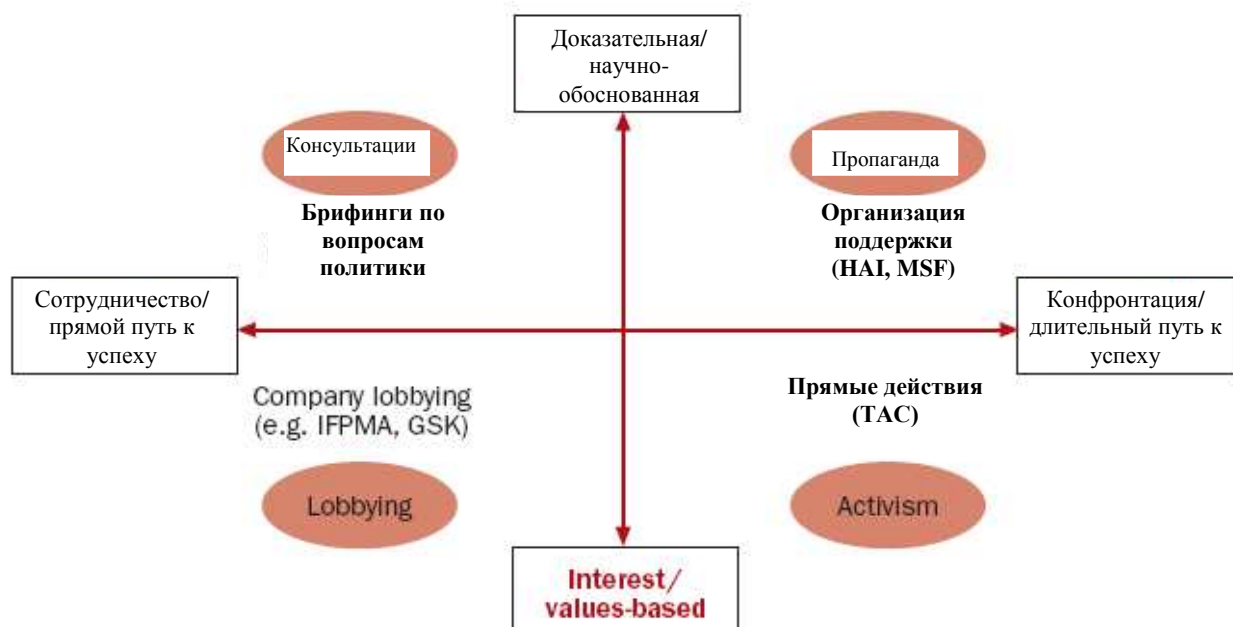 Доказательная/
научно-
обоснованная
Консультации
Пропаганда
Брифинги по
вопросам
политики
Организация
поддержки
(HAI, MSF)
Сотрудничество/
прямой путь к
успеху
Конфронтация/
длительный путь к
успеху
Company lobbying
(e.g. IFPMA, GSK)
Прямые действия
(TAC)
Lobbying
Activism
Interest/
values-based